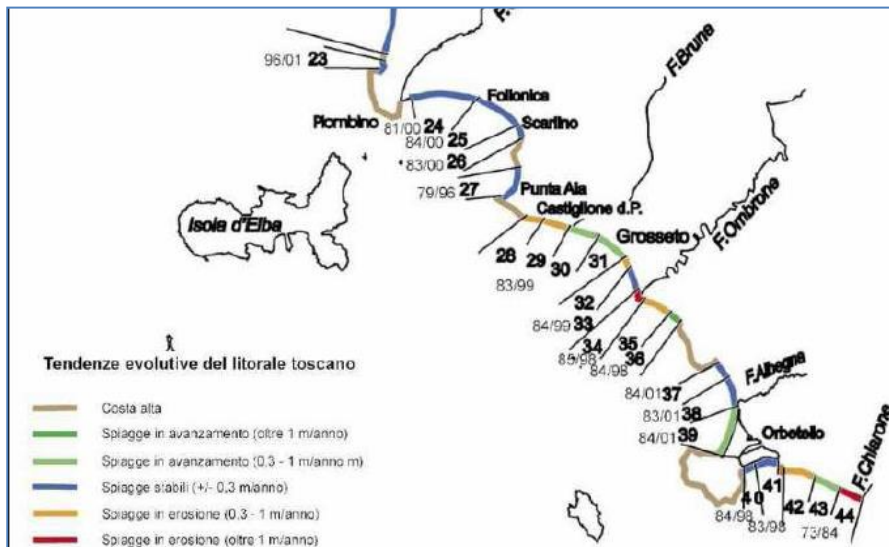 96/01 23
Piombino
81/00 24
Follonica
84/00 25
Scarlino
83/00 26
79/96 27
Punta Ala
Castiglione d.P.
F.Brune
Isola d'Elba
28
29
30
31
83/99
Grosseto
F.Ombrone
32
84/99 33
34
85/98
35
84/98 36
84/01 37
F.Albegna
83/01 38
84/01 39
Orbetello
F.Chiarone
40
41
42
43
44
84/98
83/98
73/84
Tendenze evolutive del litorale toscano
Costa alta
Spiagge in avanzamento (oltre 1 m/anno)
Spiagge in avanzamento (0,3 - 1 m/anno m)
Spiagge stabili (+/- 0,3 m/anno)
Spiagge in erosione (0,3 - 1 m/anno)
Spiagge in erosione (oltre 1 m/anno)